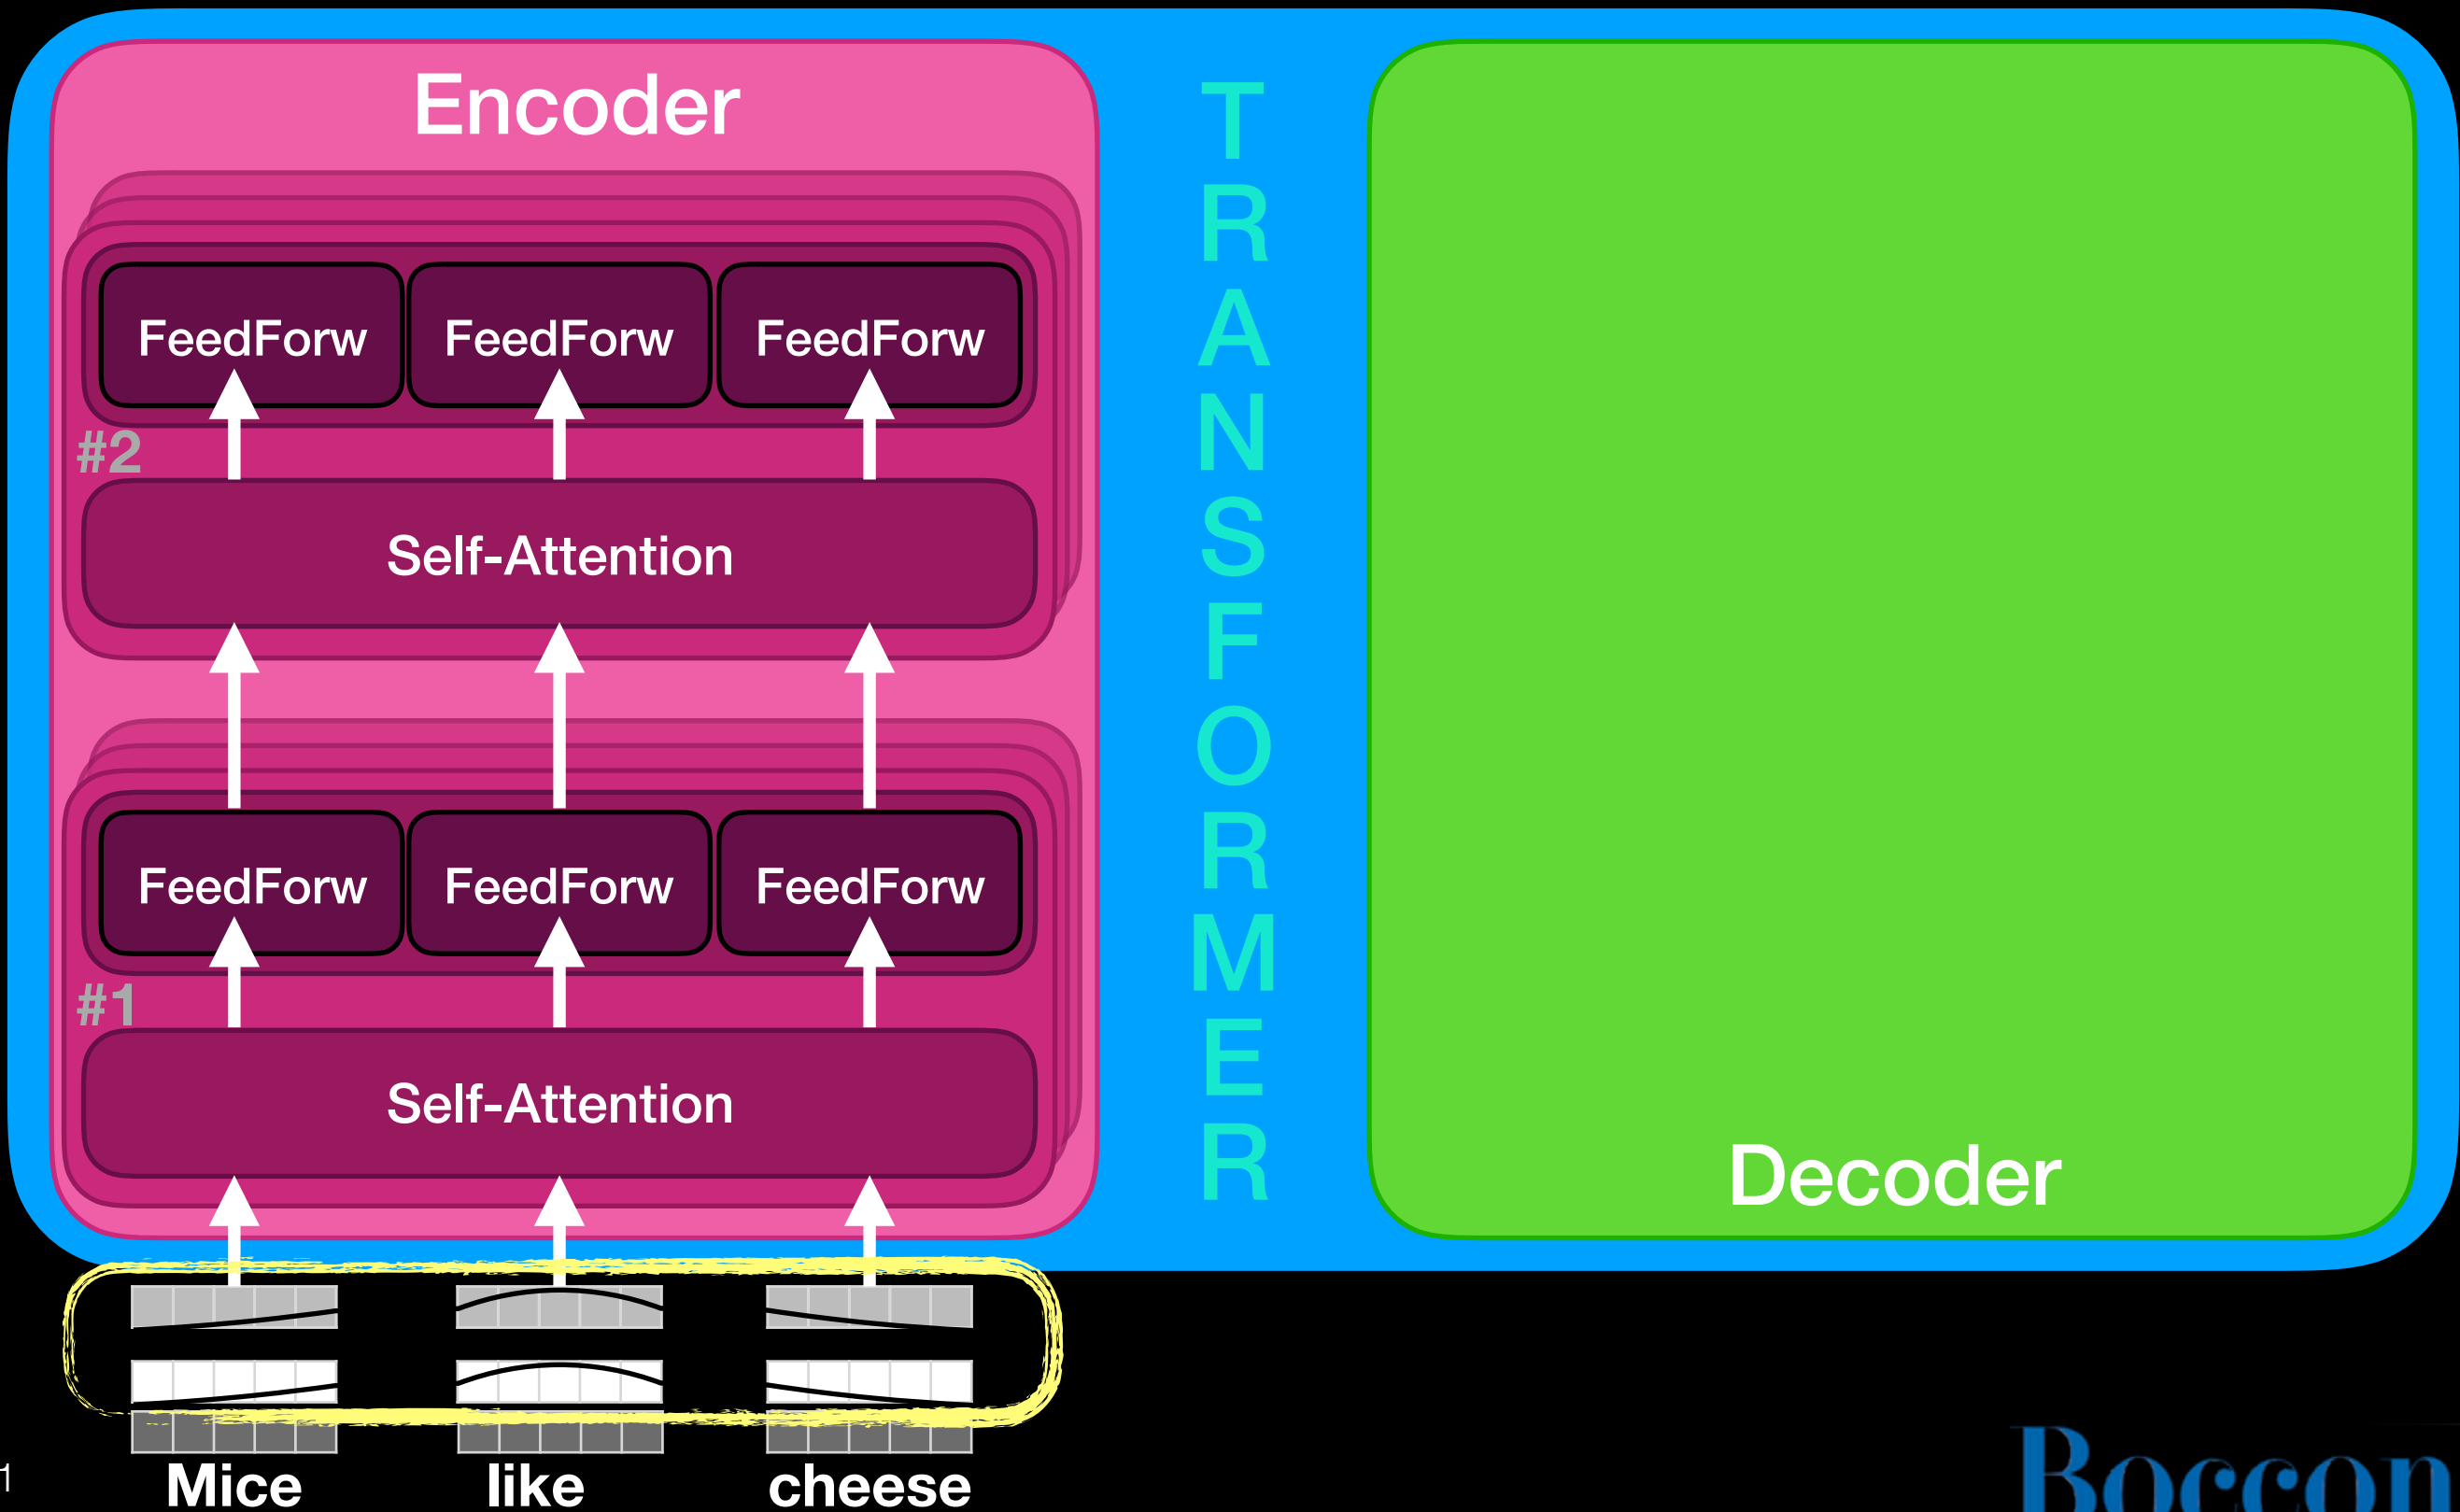 Encoder
FeedForw FeedForw FeedForw
#2
Self-Attention
FeedForw FeedForw FeedForw
#1
Self-Attention
TRANSFORMER
Decoder
Mice like cheese
1
Boccon